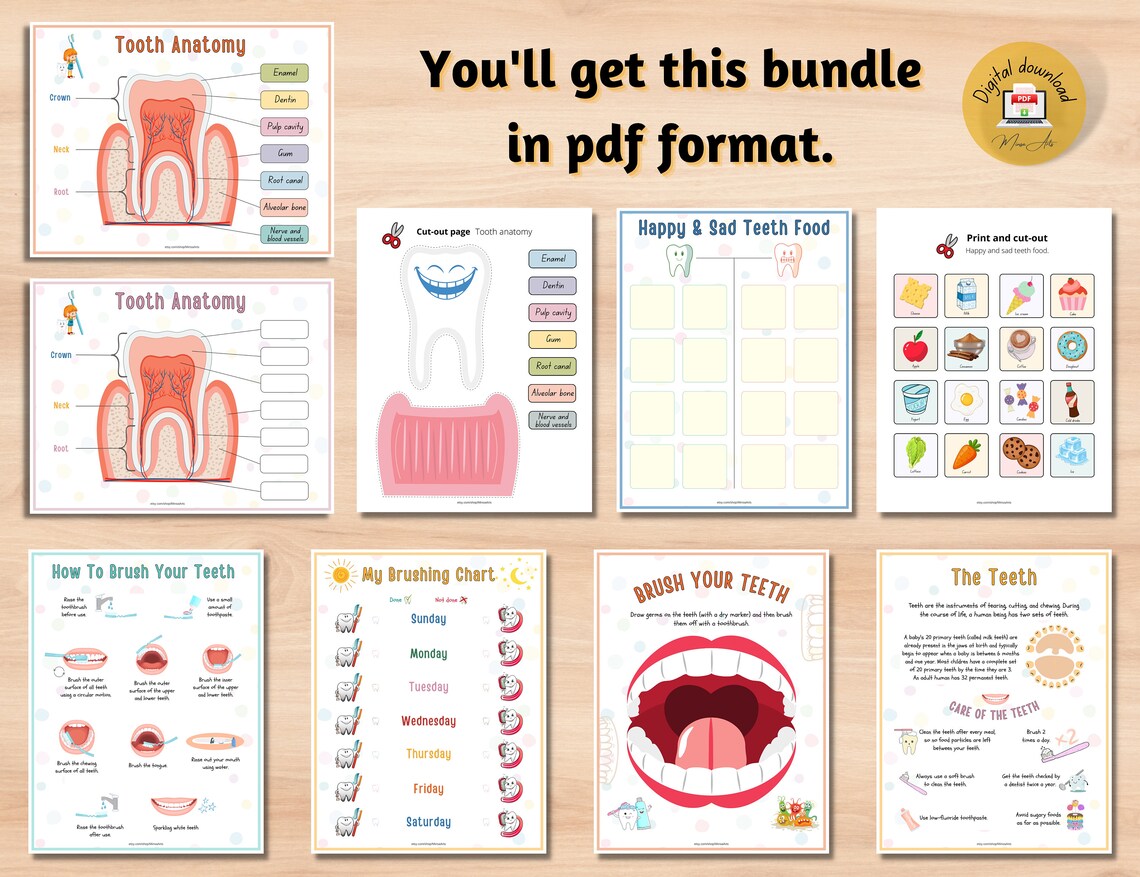 You'll get this bundle
in pdf format.
Digital download
PDF
Tooth Anatomy
Crown
Neck
Root
Enamel
Dentin
Pulp cavity
Gum
Root canal
Alveolar bone
Nerve and
blood vessels
Tooth Anatomy
Crown
Neck
Root
Cut-out page Tooth anatomy
Enamel
Dentin
Pulp cavity
Gum
Root canal
Alveolar bone
Nerve and
blood vessels
Happy & Sad Teeth Food
Print and cut-out
Happy and sad teeth food.
Cheese
Milk
Ice cream
Cake
Apple
Cinnamon
Coffee
Doughnut
Yogurt
Egg
Candies
Cold drinks
Lettuce
Carrot
Cookies
Ice
How To Brush Your Teeth
Rinse the
toothbrush
before use.
Use a small
amount of
toothpaste.
Brush the outer
surface of all teeth
using a circular motion.
Brush the outer
surface of the upper
and lower teeth.
Brush the inner
surface of the upper
and lower teeth.
Brush the chewing
surface of all teeth.
Brush the tongue.
Rinse out your mouth
using water.
Rinse the toothbrush
after use.
Sparkling white teeth.
My Brushing Chart
Done
Not done
Sunday
Monday
Tuesday
Wednesday
Thursday
Friday
Saturday
BRUSH YOUR TEETH
Draw germs on the teeth (with a dry marker) and then brush
them off with a toothbrush.
The Teeth
Teeth are the instruments of tearing, cutting, and chewing. During
the course of life, a human being has two sets of teeth.
A baby's 20 primary teeth (called milk teeth) are
already present in the jaws at birth and typically
begin to appear when a baby is between 6 months
and one year. Most children have a complete set
of 20 primary teeth by the time they are 3.
An adult human has 32 permanent teeth.
CARE OF THE TEETH
Clean the teeth after every meal,
so no food particles are left
between your teeth.
Brush 2
times a day.
x2
Always use a soft brush
to clean the teeth.
Get the teeth checked by
a dentist twice a year.
Use low-fluoride toothpaste.
Avoid sugary foods
as far as possible.